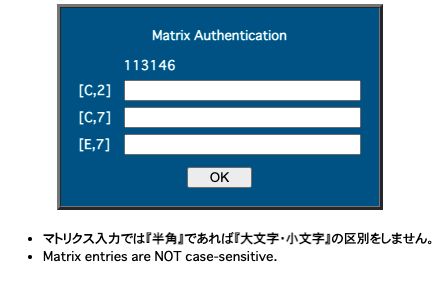 Matrix Authentication
113146
[C,2]
[C,7]
[E,7]
OK
• マトリクス入力では『半角』であれば『大文字・小文字』の区別をしません。
• Matrix entries are NOT case-sensitive.